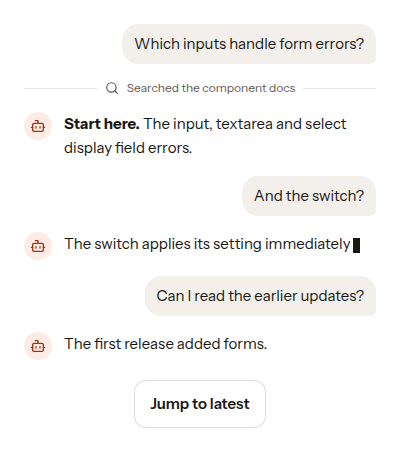 Which inputs handle form errors?
Searched the component docs
Start here. The input, textarea and select
display field errors.
And the switch?
The switch applies its setting immediately
Can I read the earlier updates?
The first release added forms.
Jump to latest